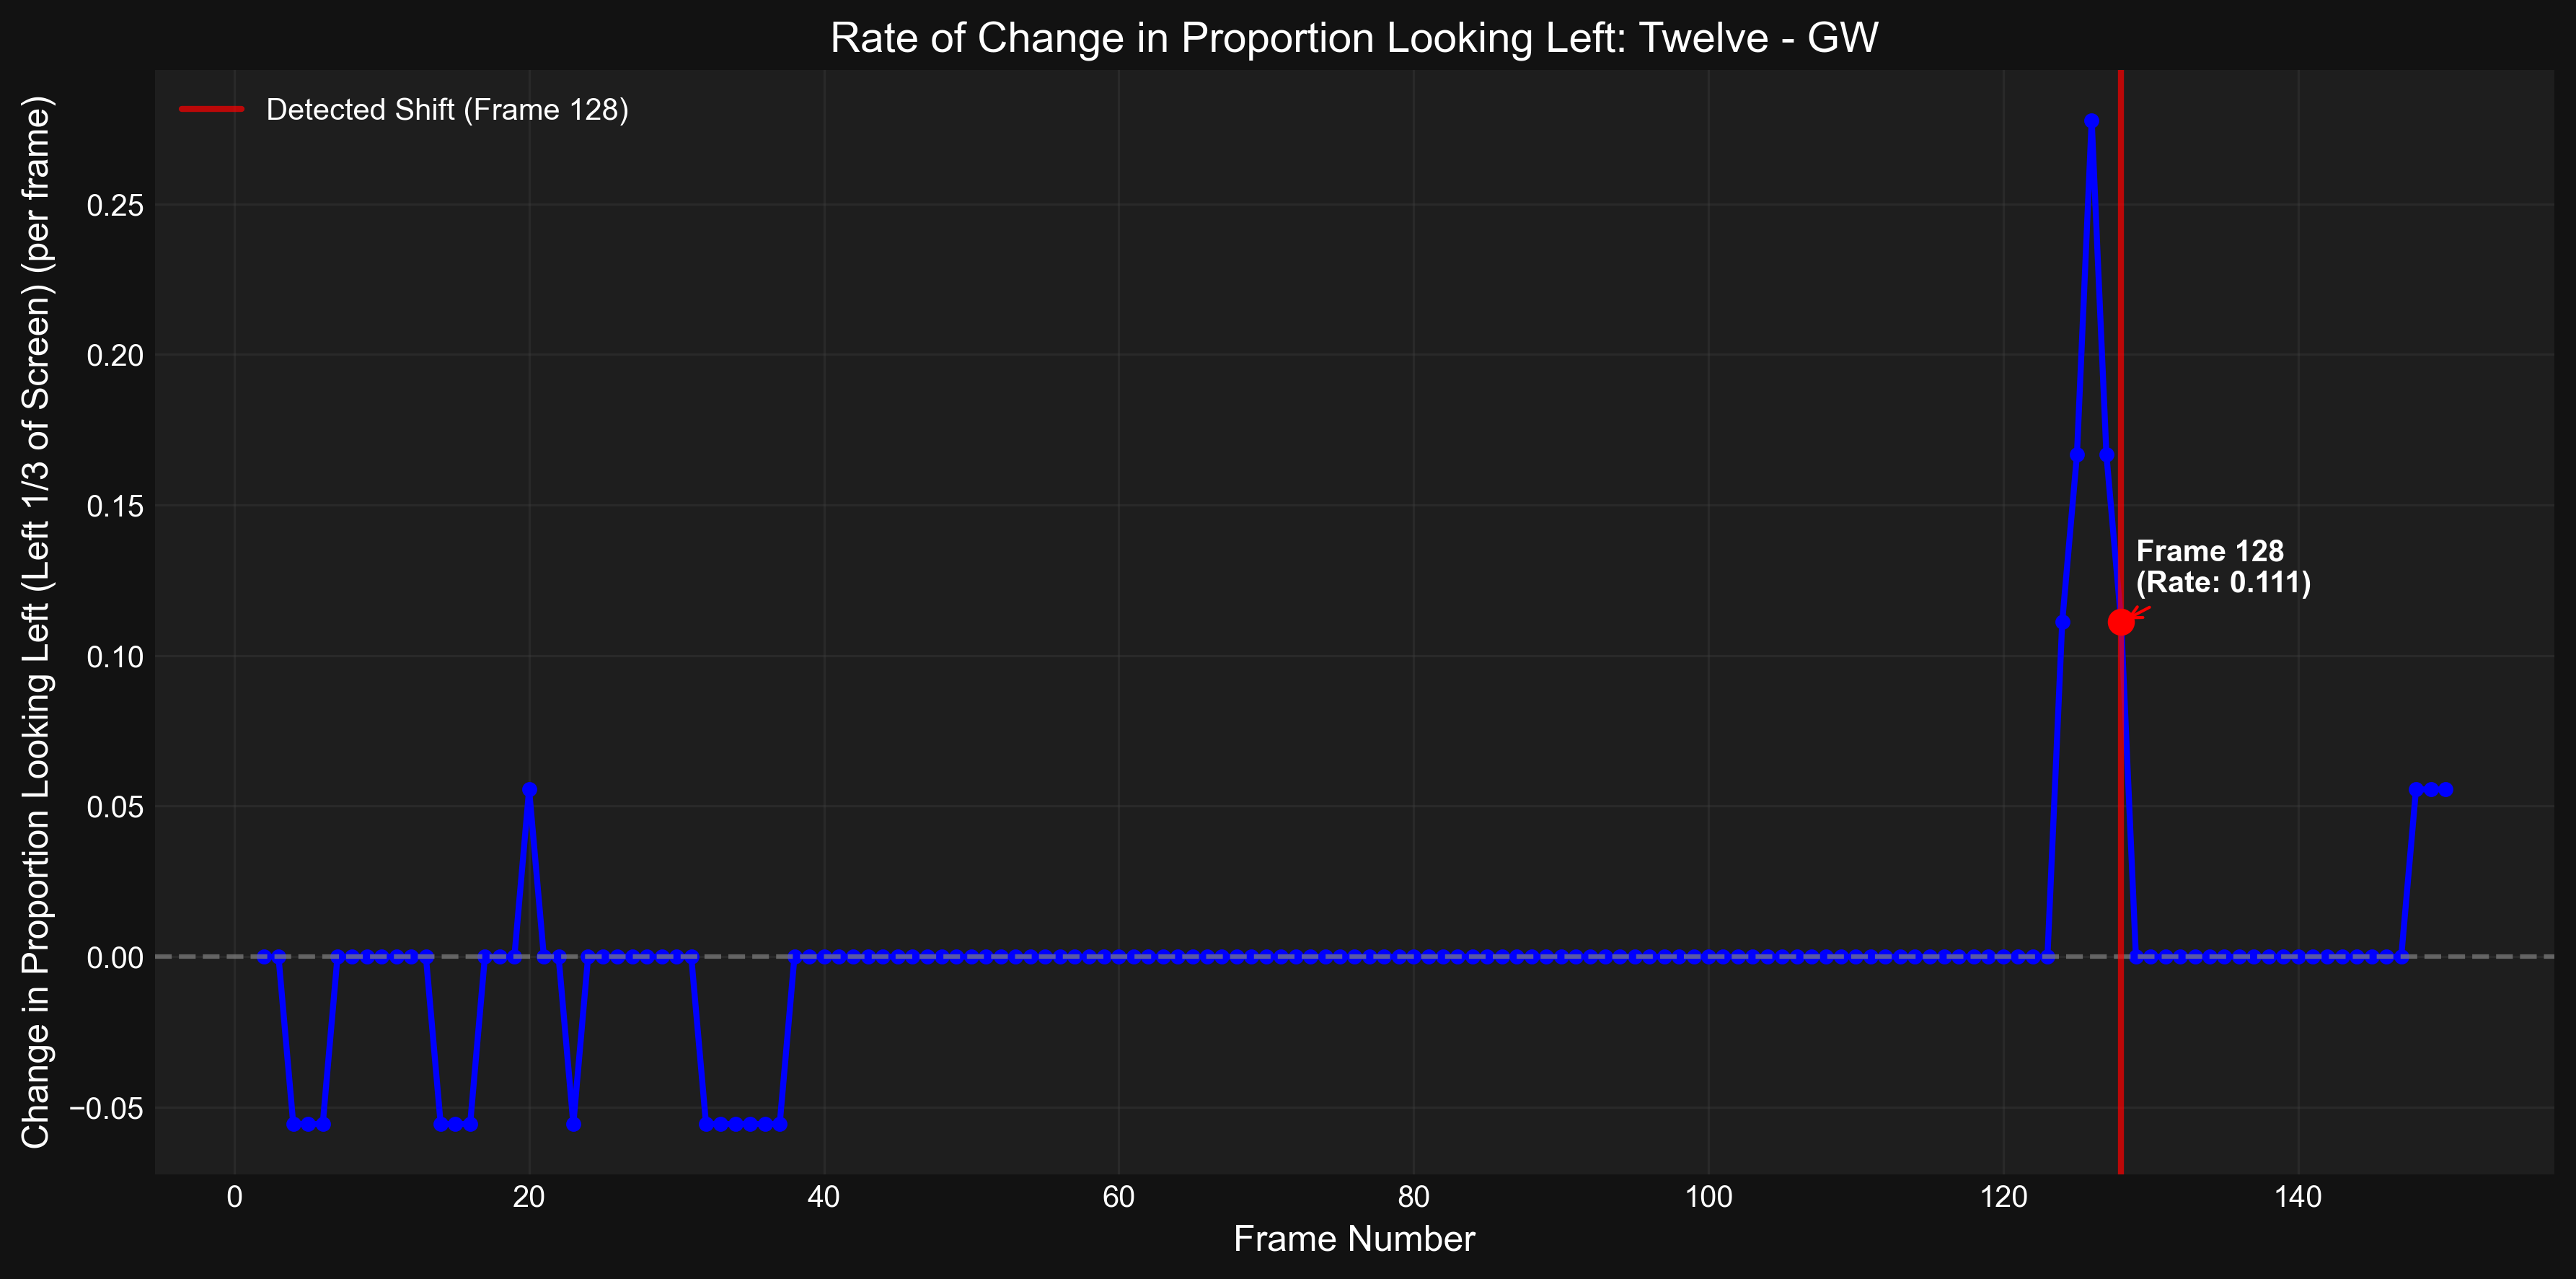 Rate of Change in Proportion Looking Left: Twelve - GW
Detected Shift (Frame 128)
Change in Proportion Looking Left (Left 1/3 of Screen) (per frame)
0.25
0.20
0.15
0.10
0.05
0.00
−0.05
Frame 128
(Rate: 0.111)
0
20
40
60
80
100
120
140
Frame Number